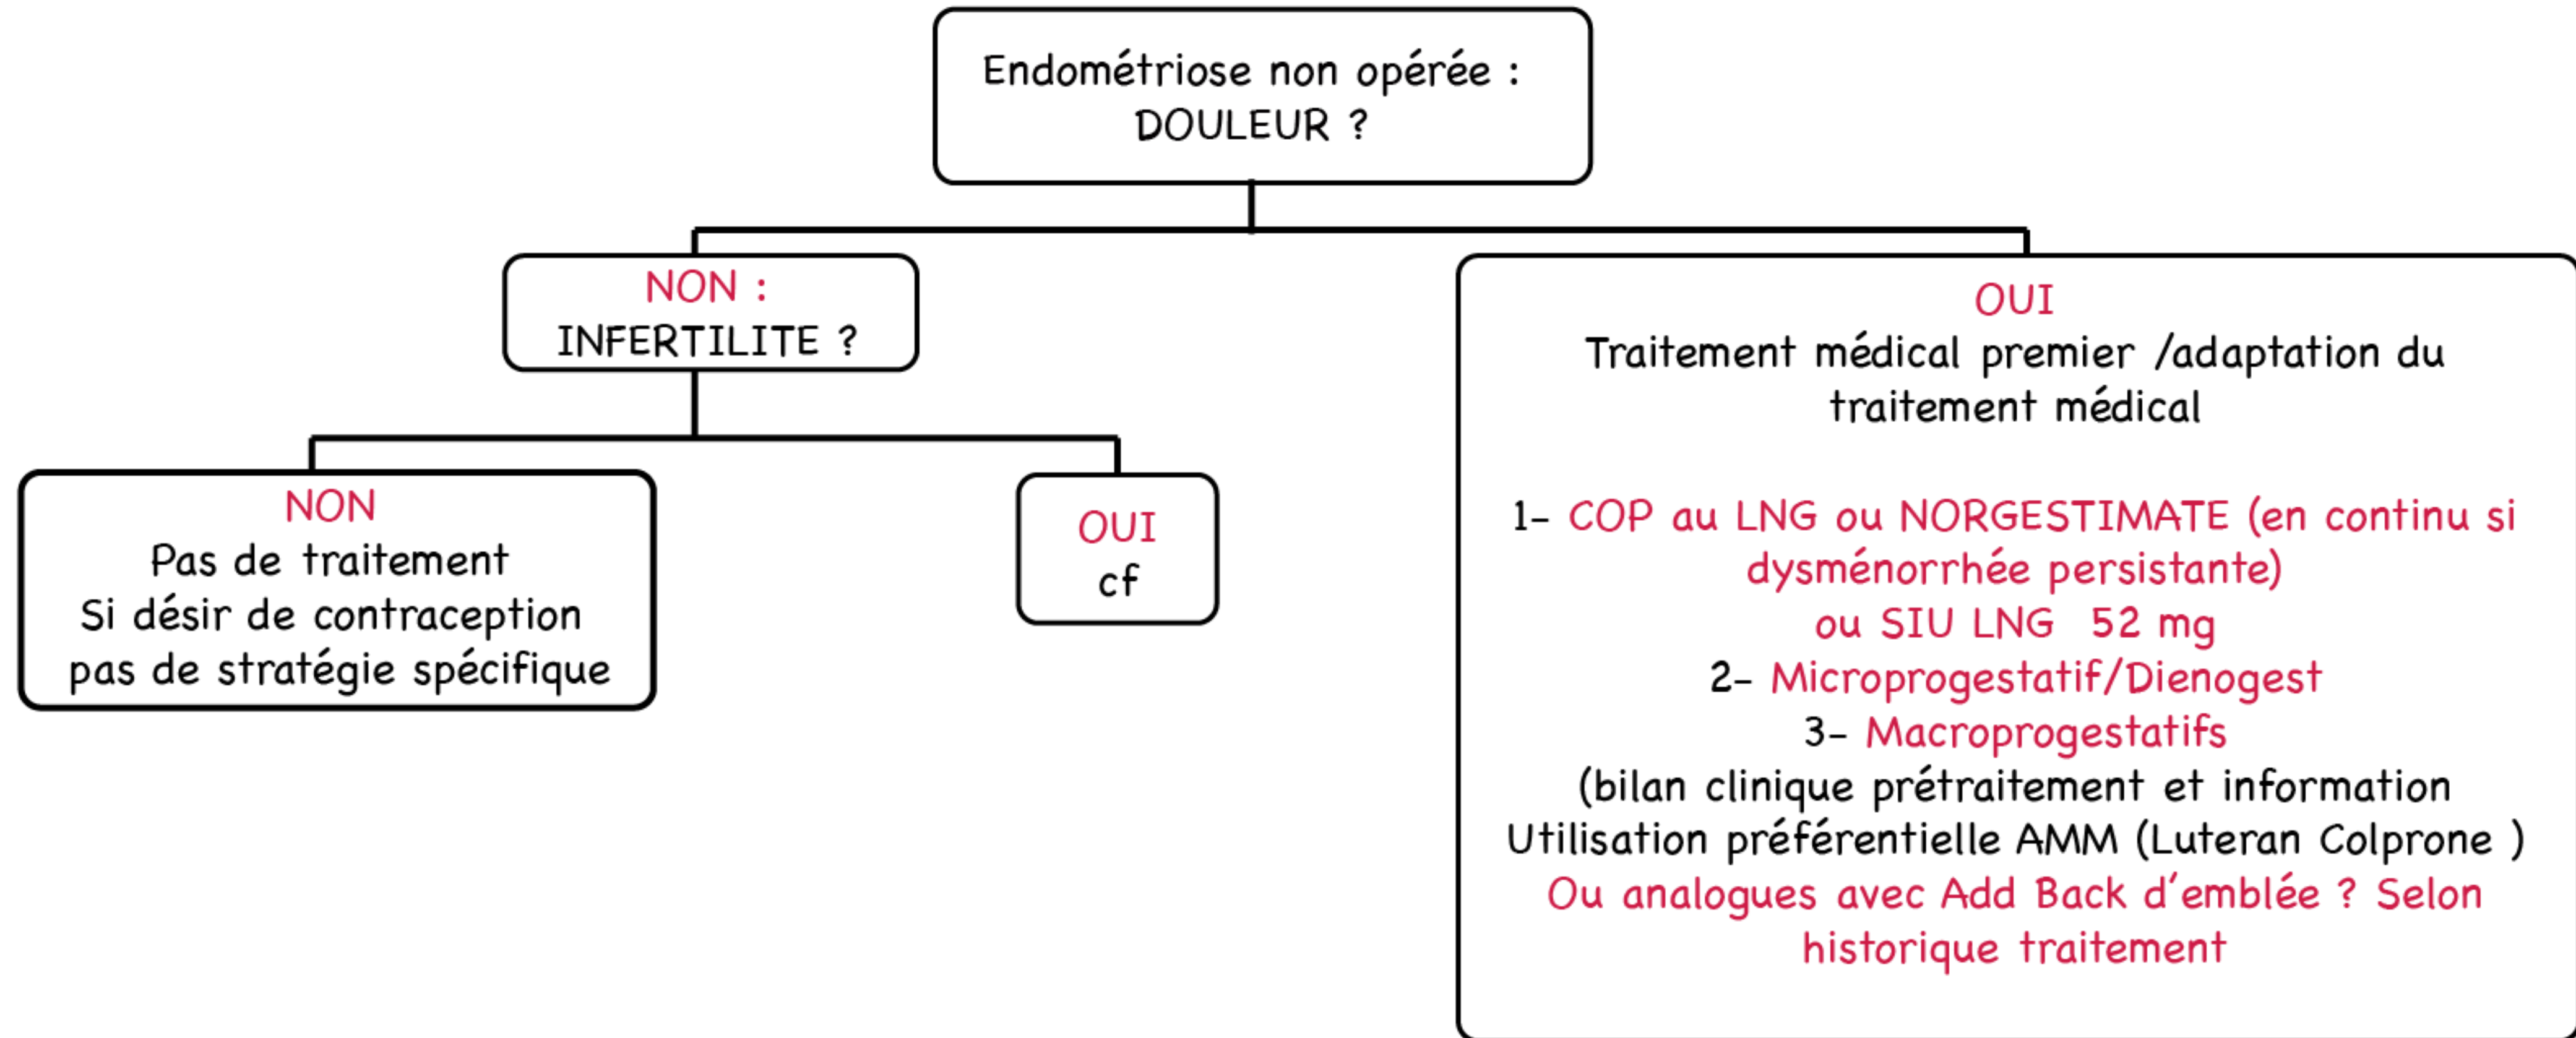 Endométriose non opérée :
DOULEUR ?
NON :
INFERTILITE ?
NON
Pas de traitement
Si désir de contraception
pas de stratégie spécifique
OUI
cf
OUI
Traitement médical premier /adaptation du
traitement médical
1- COP au LNG ou NORGESTIMATE (en continu si
dysménorrhée persistante)
ou SIU LNG 52 mg
2- Microprogestatif/Dienogest
3- Macroprogestatifs
(bilan clinique prétraitement et information
Utilisation préférentielle AMM (Luteran Colprone )
Ou analogues avec Add Back d’emblée ? Selon
historique traitement